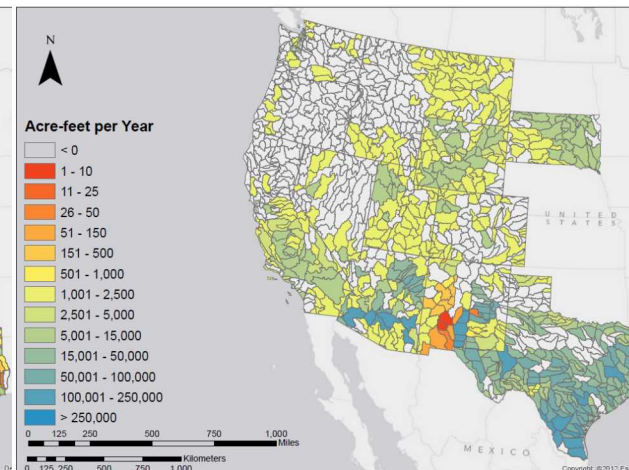 N
Acre-feet per Year
< 0
1 - 10
11 - 25
26 - 50
51 - 150
151 - 500
501 - 1,000
1,001 - 2,500
2,501 - 5,000
5,001 - 15,000
15,001 - 50,000
50,001 - 100,000
100,001 - 250,000
> 250,000
0 125 250 500 750 1,000
Miles
0 125 250 500 750 1,000
Kilometers
UNITED
STATES
MEXICO
Copyright: ©2012 Es